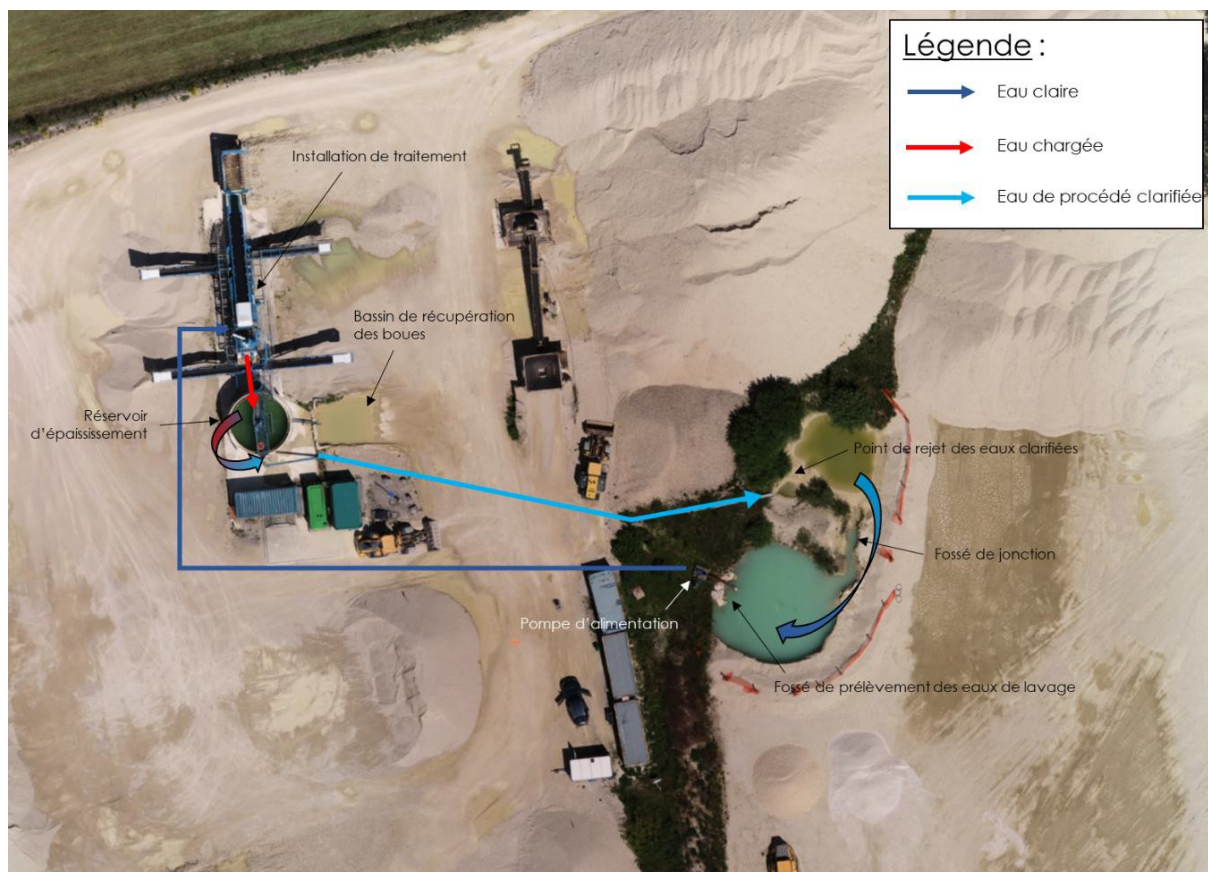 Légende :
Eau claire
Eau chargée
Eau de procédé clarifiée
Installation de traitement
Bassin de récupération
des boues
Réservoir
d'épaississement
Point de rejet des eaux clarifiées
Fossé de jonction
Pompe d'alimentation
Fossé de prélèvement des eaux de lavage